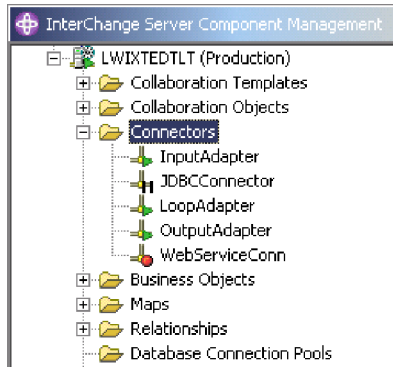 InterChange Server Component Management
LWIXTEDTLT (Production)
Collaboration Templates
Collaboration Objects
Connectors
InputAdapter
JDBCConnector
LoopAdapter
OutputAdapter
WebServiceConn
Business Objects
Maps
Relationships
Database Connection Pools